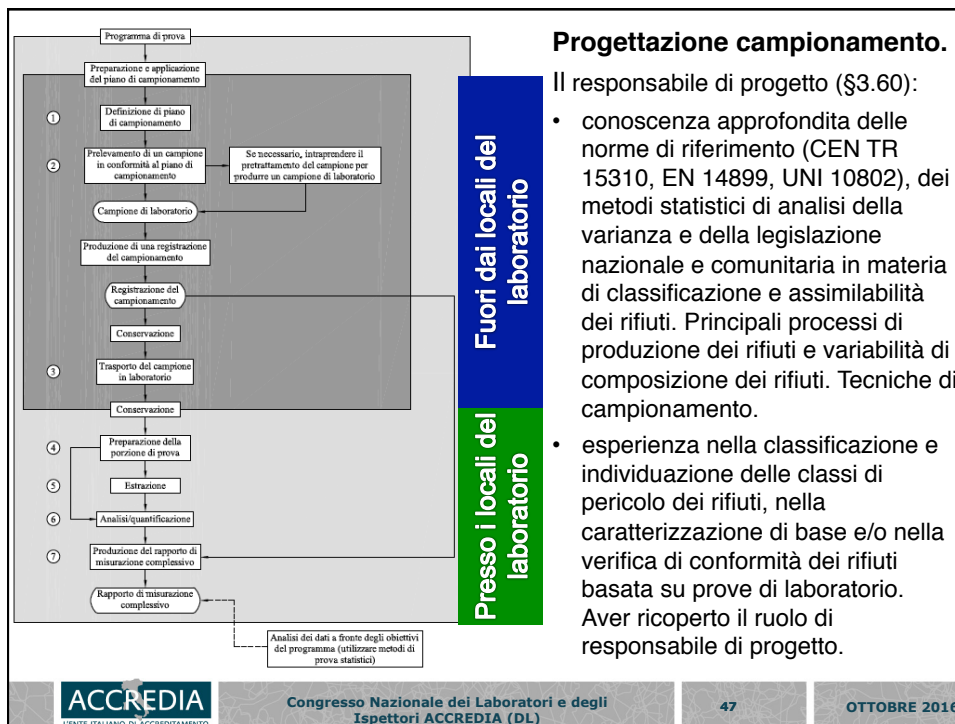 Programma di prova
Preparazione e applicazione
del piano di campionamento
1
Definizione di piano
di campionamento
2
Prelevamento di un campione
in conformità al piano di
campionamento
Se necessario, intraprendere il
pretrattamento del campione per
produrre un campione di laboratorio
Campione di laboratorio
Produzione di una registrazione
del campionamento
Registrazione del
campionamento
Conservazione
3
Trasporto del campione
in laboratorio
Conservazione
4
Preparazione della
porzione di prova
5
Estrazione
6
Analisi/quantificazione
7
Produzione del rapporto di
misurazione complessivo
Rapporto di misurazione
complessivo
Analisi dei dati a fronte degli obiettivi
del programma (utilizzare metodi di
prova statistici)
Fuori dai locali del
laboratorio
Presso i locali del
laboratorio
Progettazione campionamento.
Il responsabile di progetto (§3.60):
• conoscenza approfondita delle
norme di riferimento (CEN TR
15310, EN 14899, UNI 10802), dei
metodi statistici di analisi della
varianza e della legislazione
nazionale e comunitaria in materia
di classificazione e assimilabilità
dei rifiuti. Principali processi di
produzione dei rifiuti e variabilità di
composizione dei rifiuti. Tecniche di
campionamento.
• esperienza nella classificazione e
individuazione delle classi di
pericolo dei rifiuti, nella
caratterizzazione di base e/o nella
verifica di conformità dei rifiuti
basata su prove di laboratorio.
Aver ricoperto il ruolo di
responsabile di progetto.
ACCREDIA
L'ENTE ITALIANO DI ACCREDITAMENTO
Congresso Nazionale dei Laboratori e degli
Ispettori ACCREDIA (DL)
47
OTTOBRE 2016